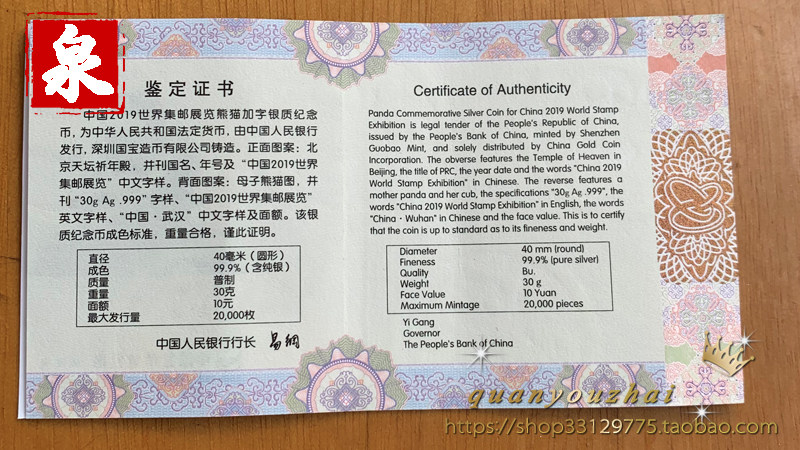 泉
鉴定证书
中国2019世界集邮展览熊猫加字银质纪念
币，为中华人民共和国法定货币，由中国人民银行
发行，深圳国宝造币有限公司铸造。正面图案：北
京天坛祈年殿，并刊国名、年号及“中国2019世界
集邮展览”中文字样。背面图案：母子熊猫图，并
刊“30g Ag .999”字样、“中国2019世界集邮展览”
英文字样、“中国·武汉”中文字样及面额。该银
质纪念币成色标准，重量合格，谨此证明。
直径 40毫米（圆形）
成色 99.9%（含纯银）
质量 普制
重量 30克
面额 10元
最大发行量 20,000枚
中国人民银行行长 易纲
Certificate of Authenticity
Panda Commemorative Silver Coin for China 2019 World Stamp
Exhibition is legal tender of the People's Republic of China,
issued by the People's Bank of China, minted by Shenzhen
Guobao Mint, and solely distributed by China Gold Coin
Incorporation. The obverse features the Temple of Heaven in
Beijing, the title of PRC, the year date and the words "China 2019
World Stamp Exhibition" in Chinese. The reverse features a
mother panda and her cub, the specifications "30g Ag .999", the
words "China 2019 World Stamp Exhibition" in English, the words
"China · Wuhan" in Chinese and the face value. This is to certify
that the coin is up to standard as to its fineness and weight.
Diameter 40 mm (round)
Fineness 99.9% (pure silver)
Quality Bu.
Weight 30 g
Face Value 10 Yuan
Maximum Mintage 20,000 pieces
Yi Gang
Governor
The People's Bank of China
quanyouzhai
https://shop33129775.taobao.com